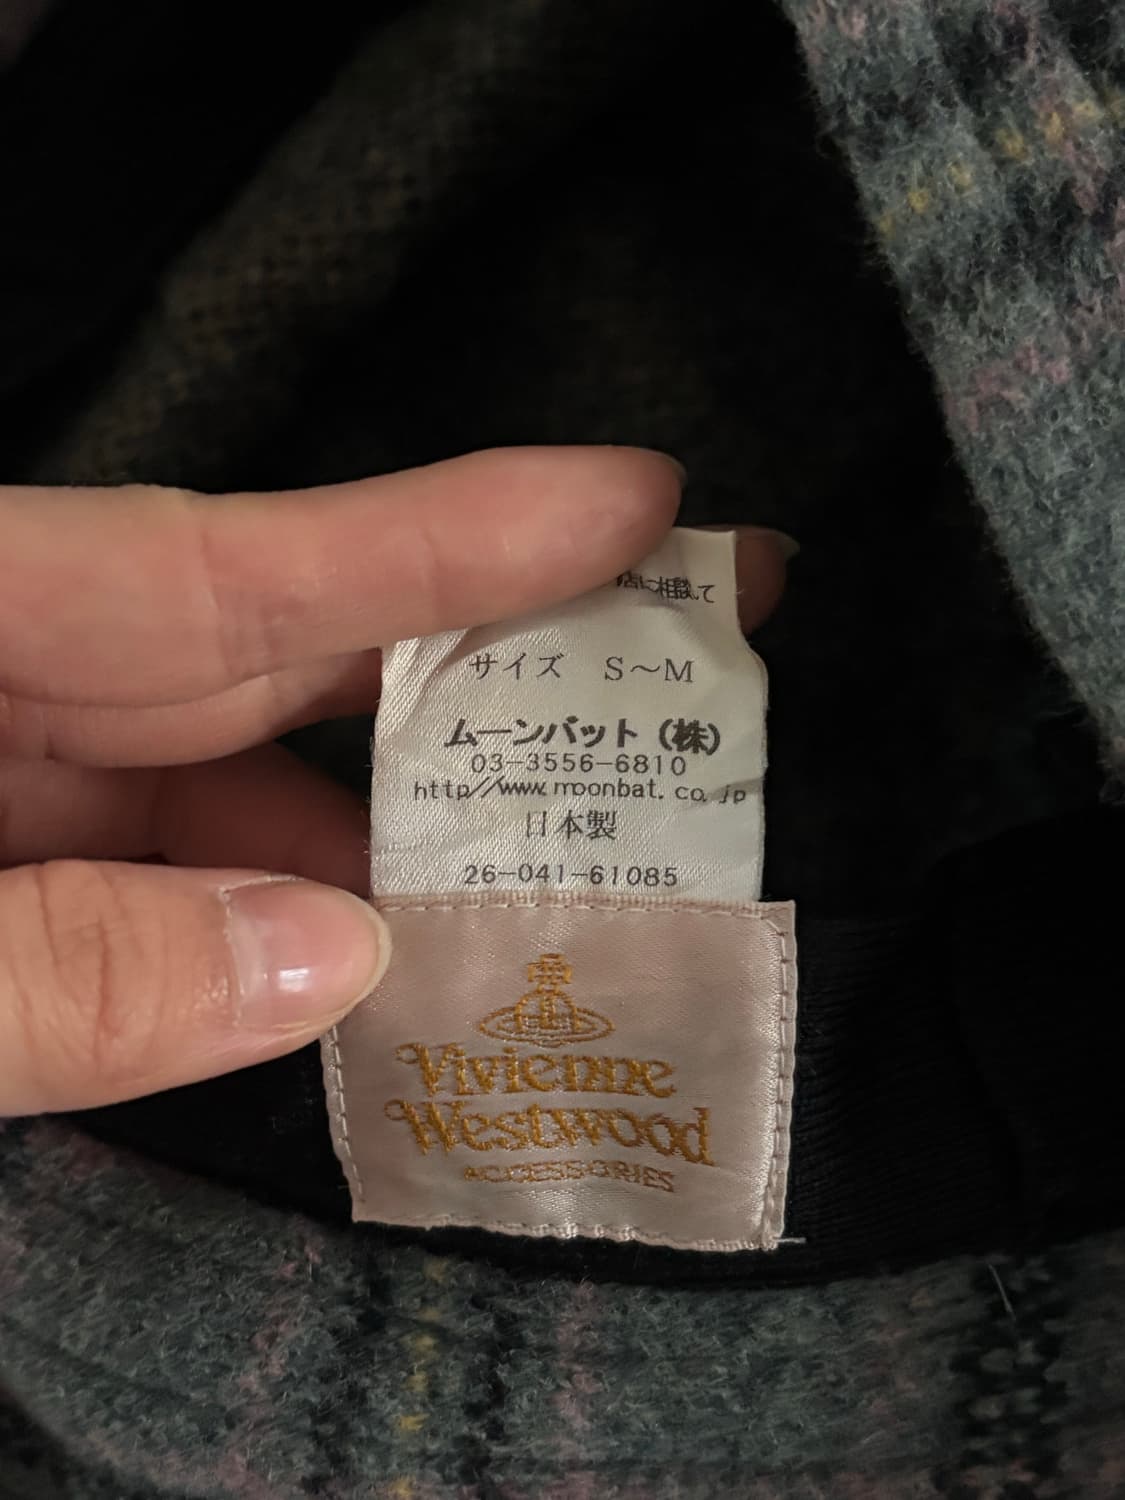 店に相談して
サイズ S～M
ムーンバット（株）
03-3556-6810
http://www.moonbat.co.jp
日本製
26-041-61085
Vivienne
Westwood
ACCESSORIES